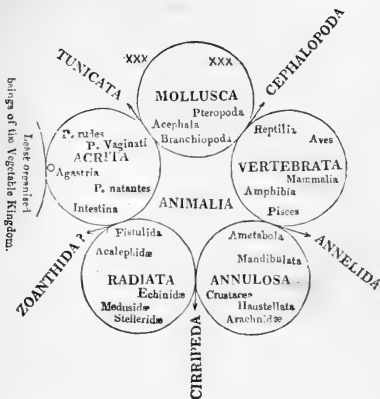 XXX XXX
TUNICATA
CEPHALOPODA
MOLLUSCA
Pteropoda
Acephala
Branchiopoda
P. rudes
P. Vaginati
ACRITA
Agastria
P. natantes
Intestina
Least organised
beings of the Vegetable Kingdom.
Reptilia
Aves
VERTEBRATA
Mammalia
Amphibia
Pisces
ANIMALIA
ZOANTHIDA ?
ANNELIDA
Fistulida
Acalephidæ
RADIATA
Echinidæ
Medusidæ
Stelleridæ
Ametabola
Mandibulata
ANNULOSA
Crustacea
Haustellata
Arachnidæ
CIRRIPEDA